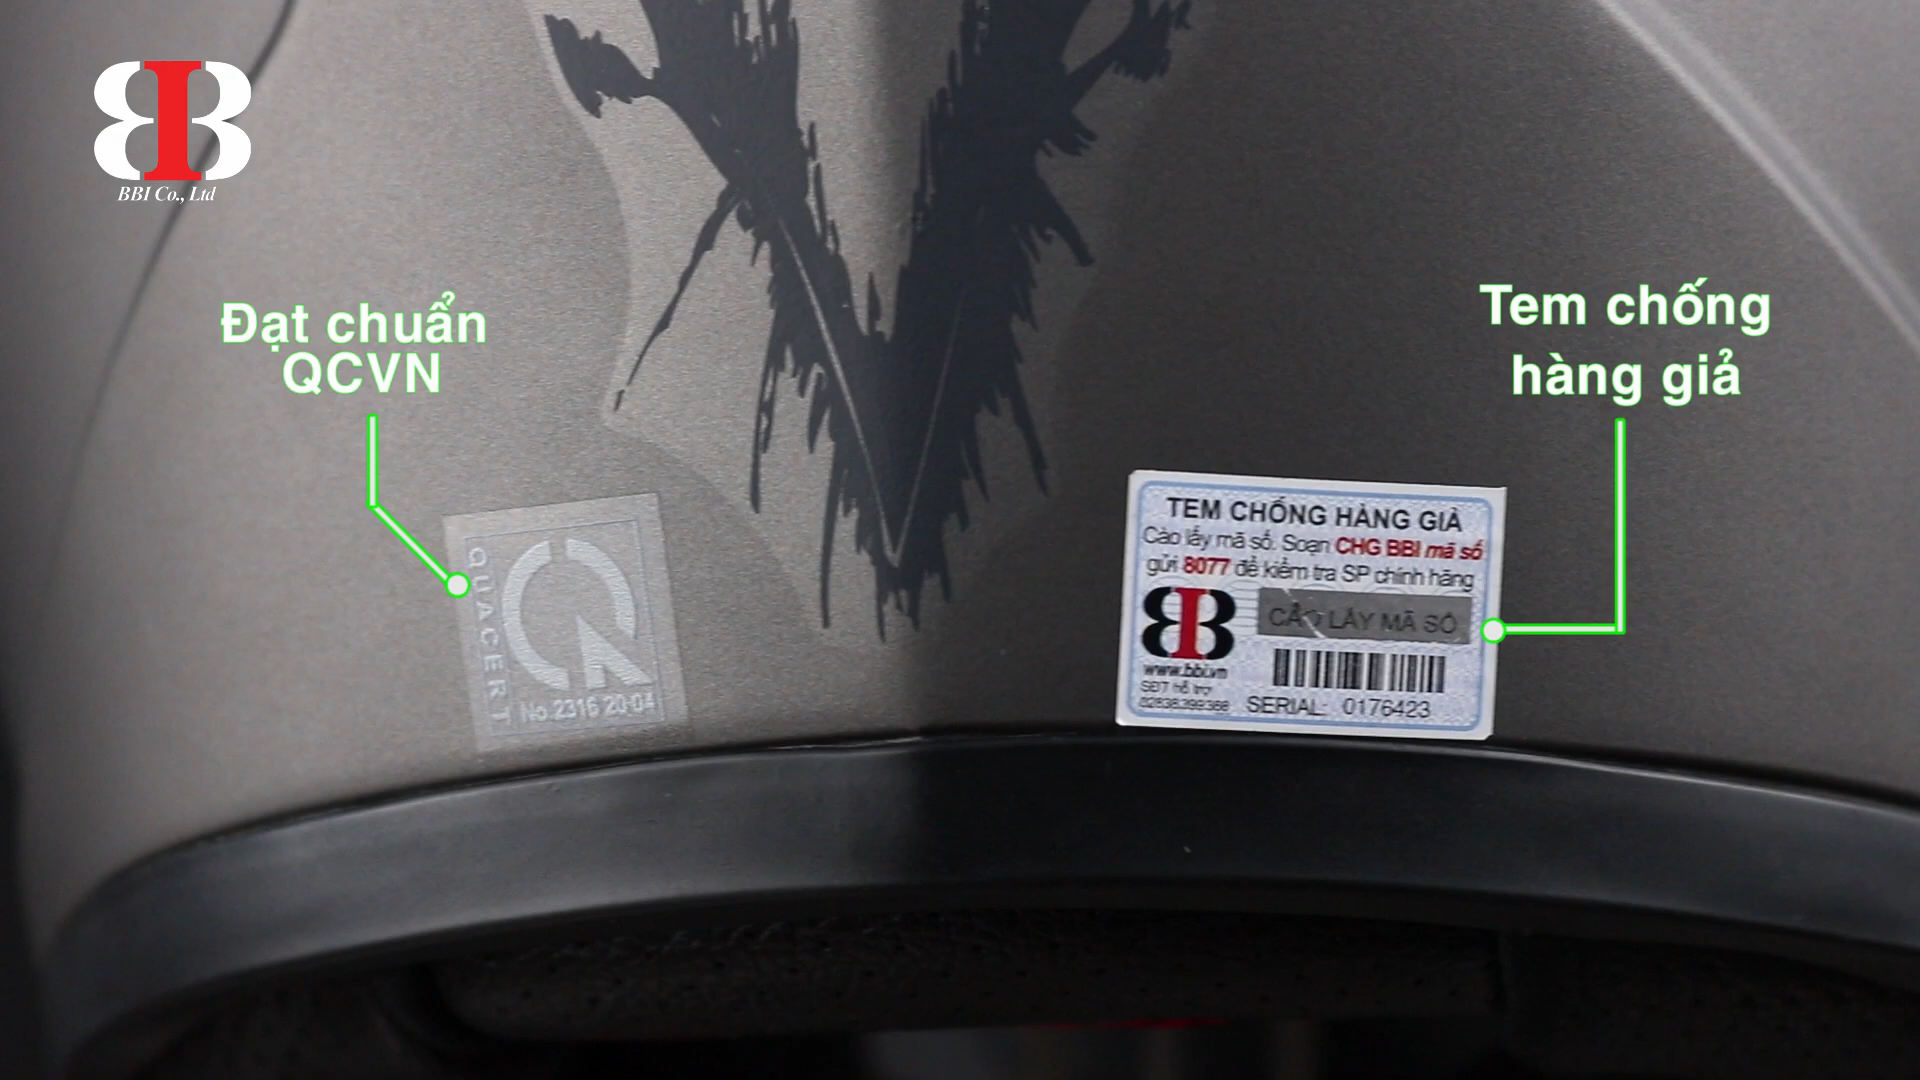 BBI Co., Ltd
Đạt chuẩn
QCVN
Tem chống
hàng giả
QUACERT
No.2316 20-04
TEM CHỐNG HÀNG GIẢ
Cào lấy mã số. Soạn CHG BBI mã số
gửi 8077 để kiểm tra SP chính hãng
CÀO LẤY MÃ SỐ
www.bbi.vn
SĐT hỗ trợ
02838399368
SERIAL: 0176423